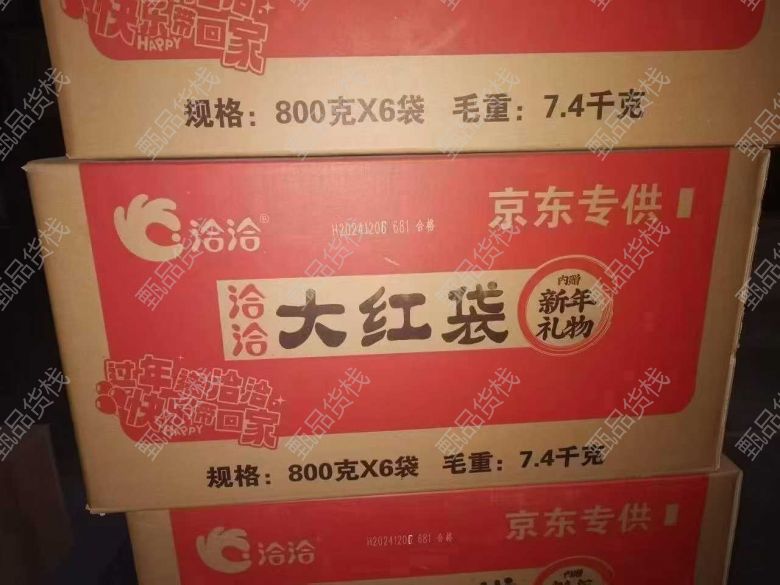 快乐带回家
HAPPY
规格：800克X6袋 毛重：7.4千克
洽洽®
H20241206 681 合格
京东专供
洽洽
大红袋
内赠
新年
礼物
过年 洽洽
快乐带回家
HAPPY
规格：800克X6袋 毛重：7.4千克
洽洽
H20241206 681 合格
京东专供
甄品货栈